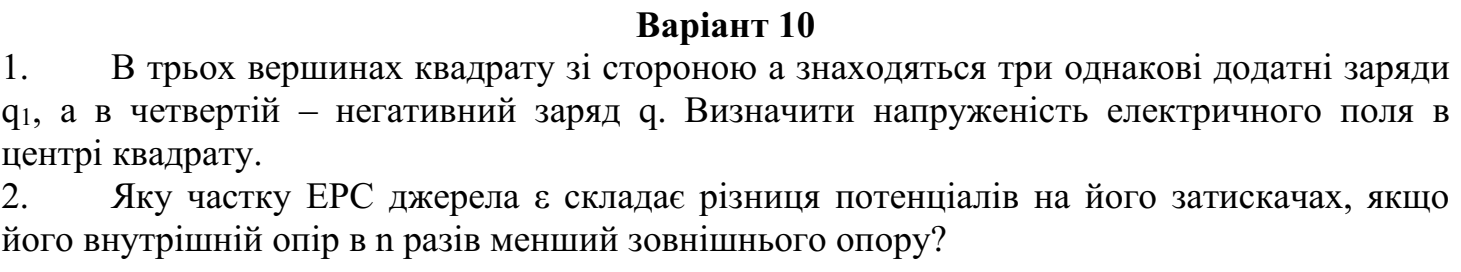 Варіант 10
1. В трьох вершинах квадрату зі стороною a знаходяться три однакові додатні заряди
q1, а в четвертій – негативний заряд q. Визначити напруженість електричного поля в
центрі квадрату.
2. Яку частку ЕРС джерела ε складає різниця потенціалів на його затискачах, якщо
його внутрішній опір в n разів менший зовнішнього опору?